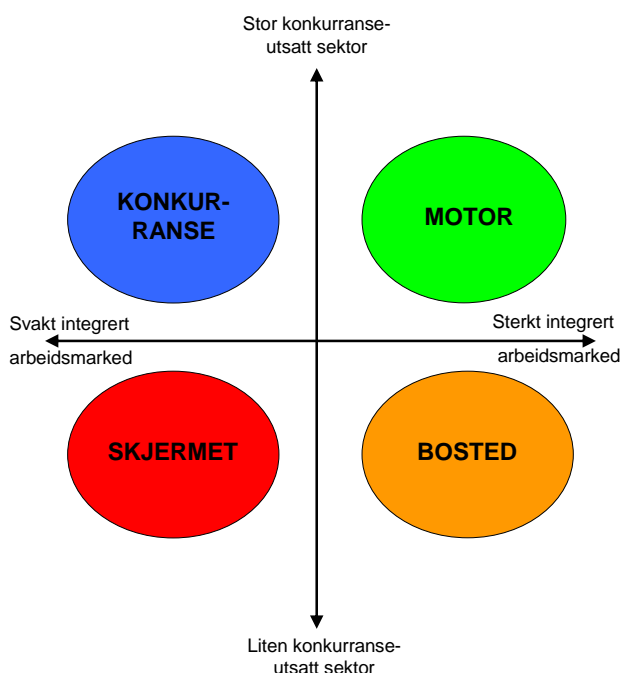 Stor konkurranse-
utsatt sektor
KONKUR-
RANSE
MOTOR
Svakt integrert
arbeidsmarked
Sterkt integrert
arbeidsmarked
SKJERMET
BOSTED
Liten konkurranse-
utsatt sektor